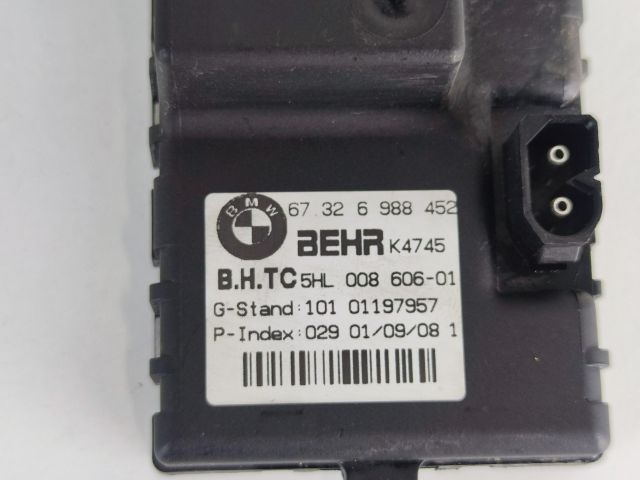 BMW 67 32 6 988 452
BEHR K4745
B.H.TC 5HL 008 606-01
G-Stand: 101 01197957
P-Index: 029 01/09/08 1